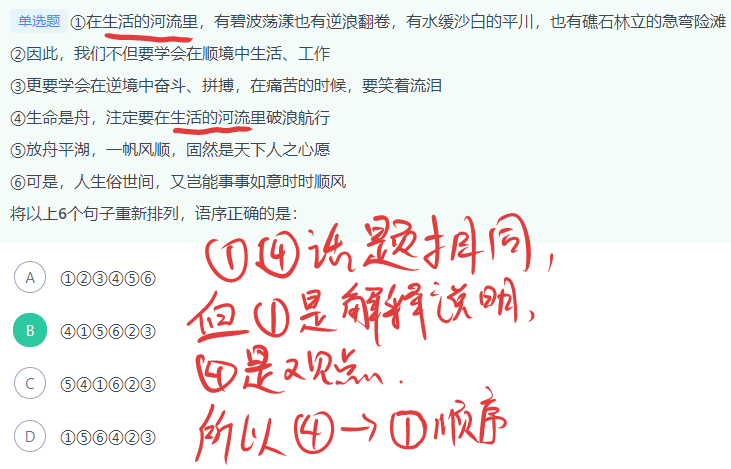 单选题 ①在生活的河流里，有碧波荡漾也有逆浪翻卷，有水缓沙白的平川，也有礁石林立的急弯险滩
②因此，我们不但要学会在顺境中生活、工作
③更要学会在逆境中奋斗、拼搏，在痛苦的时候，要笑着流泪
④生命是舟，注定要在生活的河流里破浪航行
⑤放舟平湖，一帆风顺，固然是天下人之心愿
⑥可是，人生俗世间，又岂能事事如意时时顺风
将以上6个句子重新排列，语序正确的是：
A ①②③④⑤⑥
B ④①⑤⑥②③
C ⑤④①⑥②③
D ①⑤⑥④②③
①④话题相同，
但①是解释说明，
④是观点．
所以④→①顺序